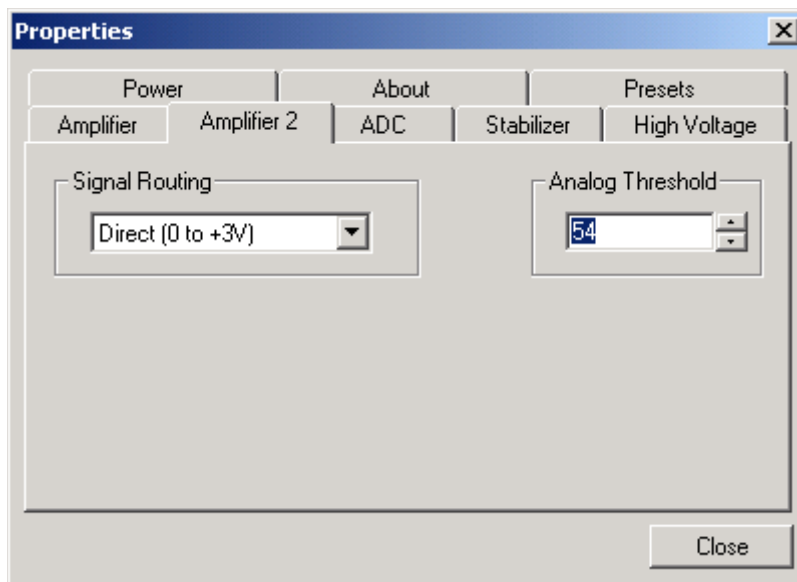 Properties
Power About Presets
Amplifier Amplifier 2 ADC Stabilizer High Voltage
Signal Routing Analog Threshold
Direct (0 to +3V) 54
Close